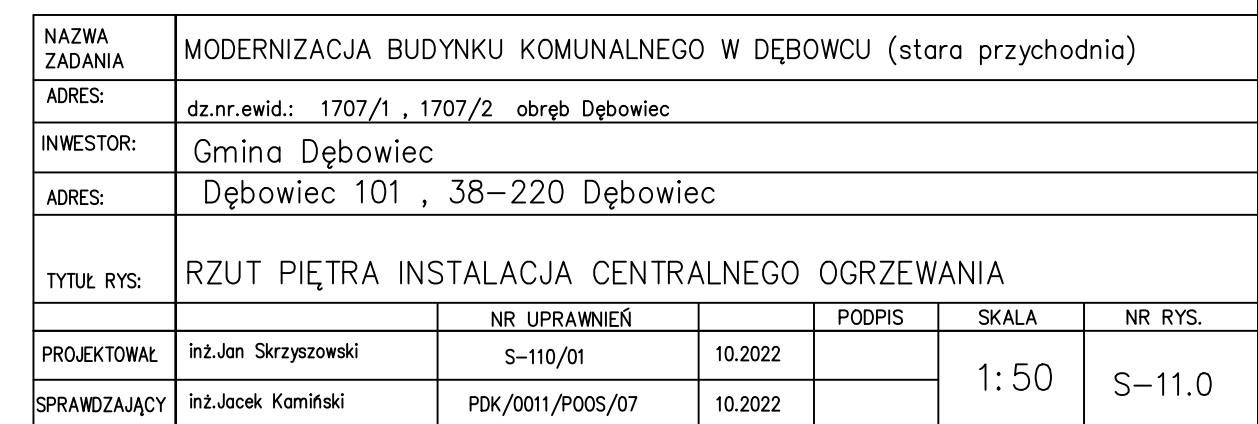 NAZWA ZADANIA
MODERNIZACJA BUDYNKU KOMUNALNEGO W DĘBOWCU (stara przychodnia)
ADRES:
dz.nr.ewid.: 1707/1 , 1707/2 obręb Dębowiec
INWESTOR:
Gmina Dębowiec
ADRES:
Dębowiec 101 , 38-220 Dębowiec
TYTUŁ RYS:
RZUT PIĘTRA INSTALACJA CENTRALNEGO OGRZEWANIA
NR UPRAWNIEŃ PODPIS SKALA NR RYS.
PROJEKTOWAŁ inż.Jan Skrzyszowski S-110/01 10.2022
1:50 S-11.0
SPRAWDZAJĄCY inż.Jacek Kamiński PDK/0011/POOS/07 10.2022